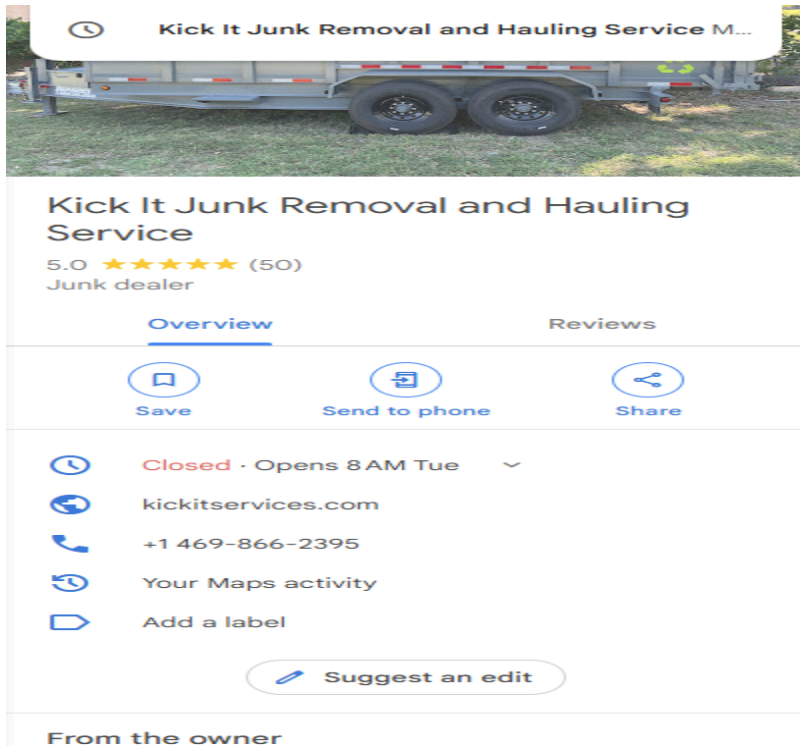 Kick It Junk Removal and Hauling Service M...
Kick It Junk Removal and Hauling
Service
5.0 ★★★★★ (50)
Junk dealer
Overview Reviews
Save Send to phone Share
Closed · Opens 8 AM Tue
kickitservices.com
+1 469-866-2395
Your Maps activity
Add a label
Suggest an edit
From the owner